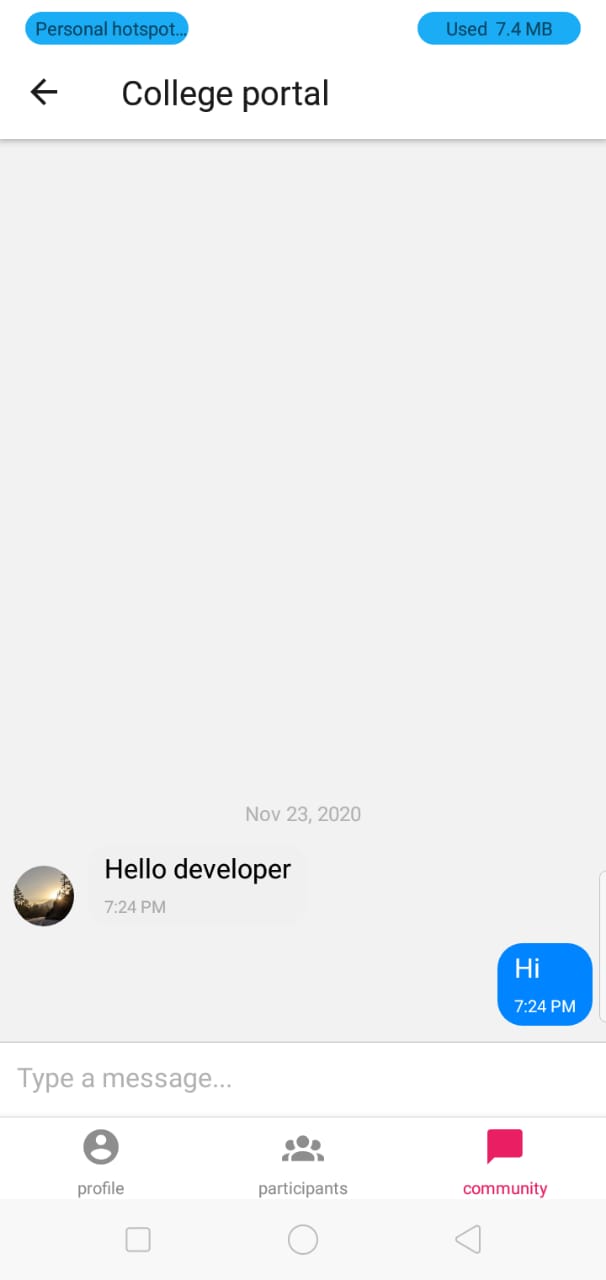 Personal hotspot...
Used 7.4 MB
College portal
Nov 23, 2020
Hello developer
7:24 PM
Hi
7:24 PM
Type a message...
profile
participants
community